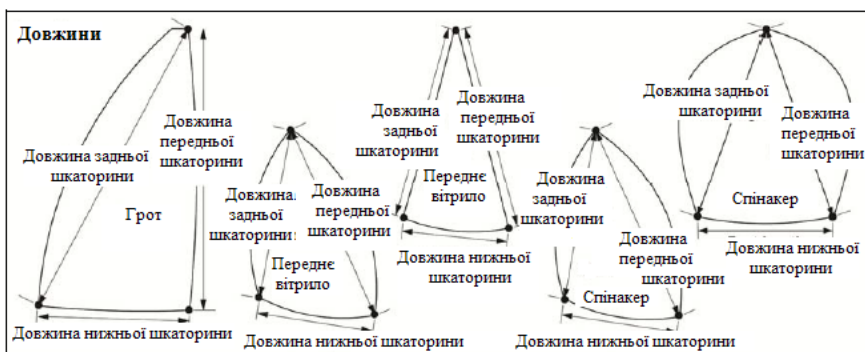 Довжини
Довжина задньої
шкаторини
Довжина
передньої
шкаторини
Грот
Довжина нижньої шкаторини
Довжина
задньої
шкаторини
Довжина
передньої
шкаторини
Переднє
вітрило
Довжина нижньої шкаторини
Довжина
задньої
шкаторини
Довжина
передньої
шкаторини
Переднє
вітрило
Довжина нижньої
шкаторини
Довжина
задньої
шкаторини
Довжина
передньої
шкаторини
Спінакер
Довжина нижньої шкаторини
Довжина задньої
шкаторини
Довжина
передньої
шкаторини
Спінакер
Довжина нижньої
шкаторини